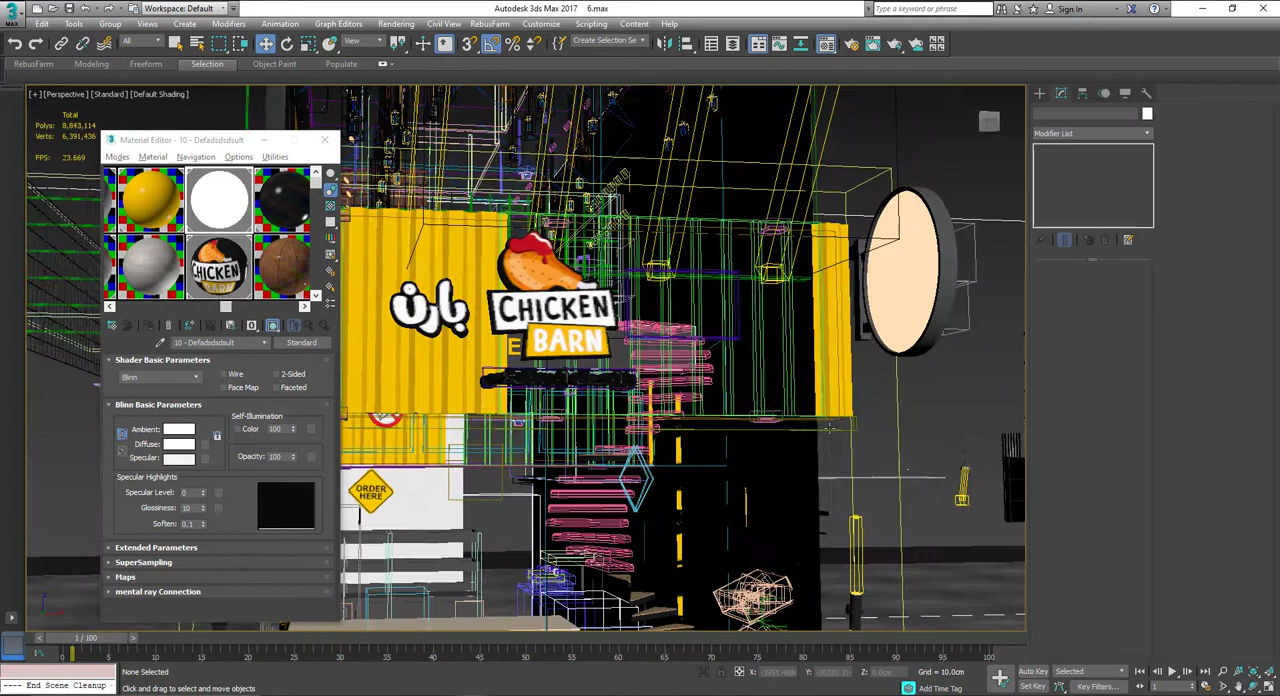 Workspace: Default
Autodesk 3ds Max 2017    6.max
Type a keyword or phrase
Sign In
Edit
Tools
Group
Views
Create
Modifiers
Animation
Graph Editors
Rendering
Civil View
RebusFarm
Customize
Scripting
Content
Help
All
View
Create Selection Se
RebusFarm
Modeling
Freeform
Selection
Object Paint
Populate
[+] [Perspective] [Standard] [Default Shading]
Total
Polys: 8,843,114
Verts: 6,391,436
FPS: 23.669
Material Editor - 10 - Defadsdsdsult
Modes
Material
Navigation
Options
Utilities
CHICKEN
BARN
10 - Defadsdsdsult
Standard
Shader Basic Parameters
Blinn
Wire
2-Sided
Face Map
Faceted
Blinn Basic Parameters
Self-Illumination
Ambient:
Color 100
Diffuse:
Specular:
Opacity: 100
Specular Highlights
Specular Level: 0
Glossiness: 10
Soften: 0.1
Extended Parameters
SuperSampling
Maps
mental ray Connection
بارن
CHICKEN
BARN
E
ORDER
HERE
Modifier List
1 / 100
0 5 10 15 20 25 30 35 40 45 50 55 60 65 70 75 80 85 90 95 100
None Selected
X:
Y:
Z: 0.0cm
Grid = 10.0cm
Auto Key
Selected
End Scene Cleanup
Click and drag to select and move objects
Add Time Tag
Set Key
Key Filters...
1